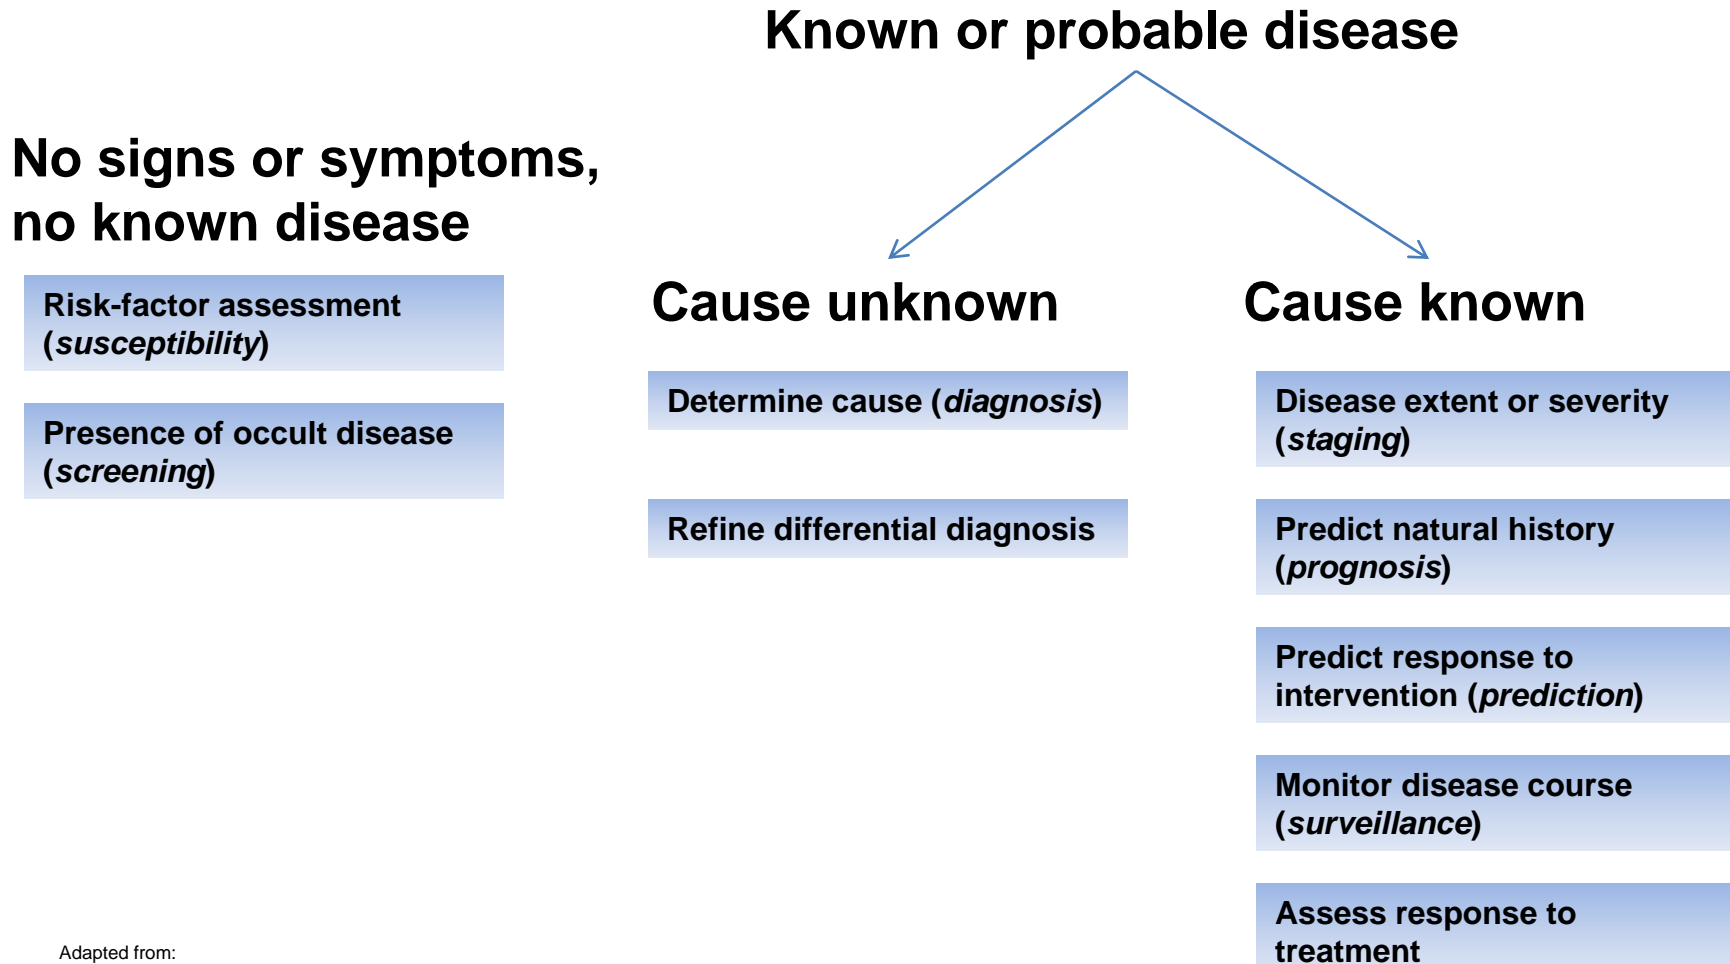 Known or probable disease
No signs or symptoms,
no known disease
Risk-factor assessment
(susceptibility)
Presence of occult disease
(screening)
Cause unknown
Determine cause (diagnosis)
Refine differential diagnosis
Cause known
Disease extent or severity
(staging)
Predict natural history
(prognosis)
Predict response to
intervention (prediction)
Monitor disease course
(surveillance)
Assess response to
treatment
Adapted from: